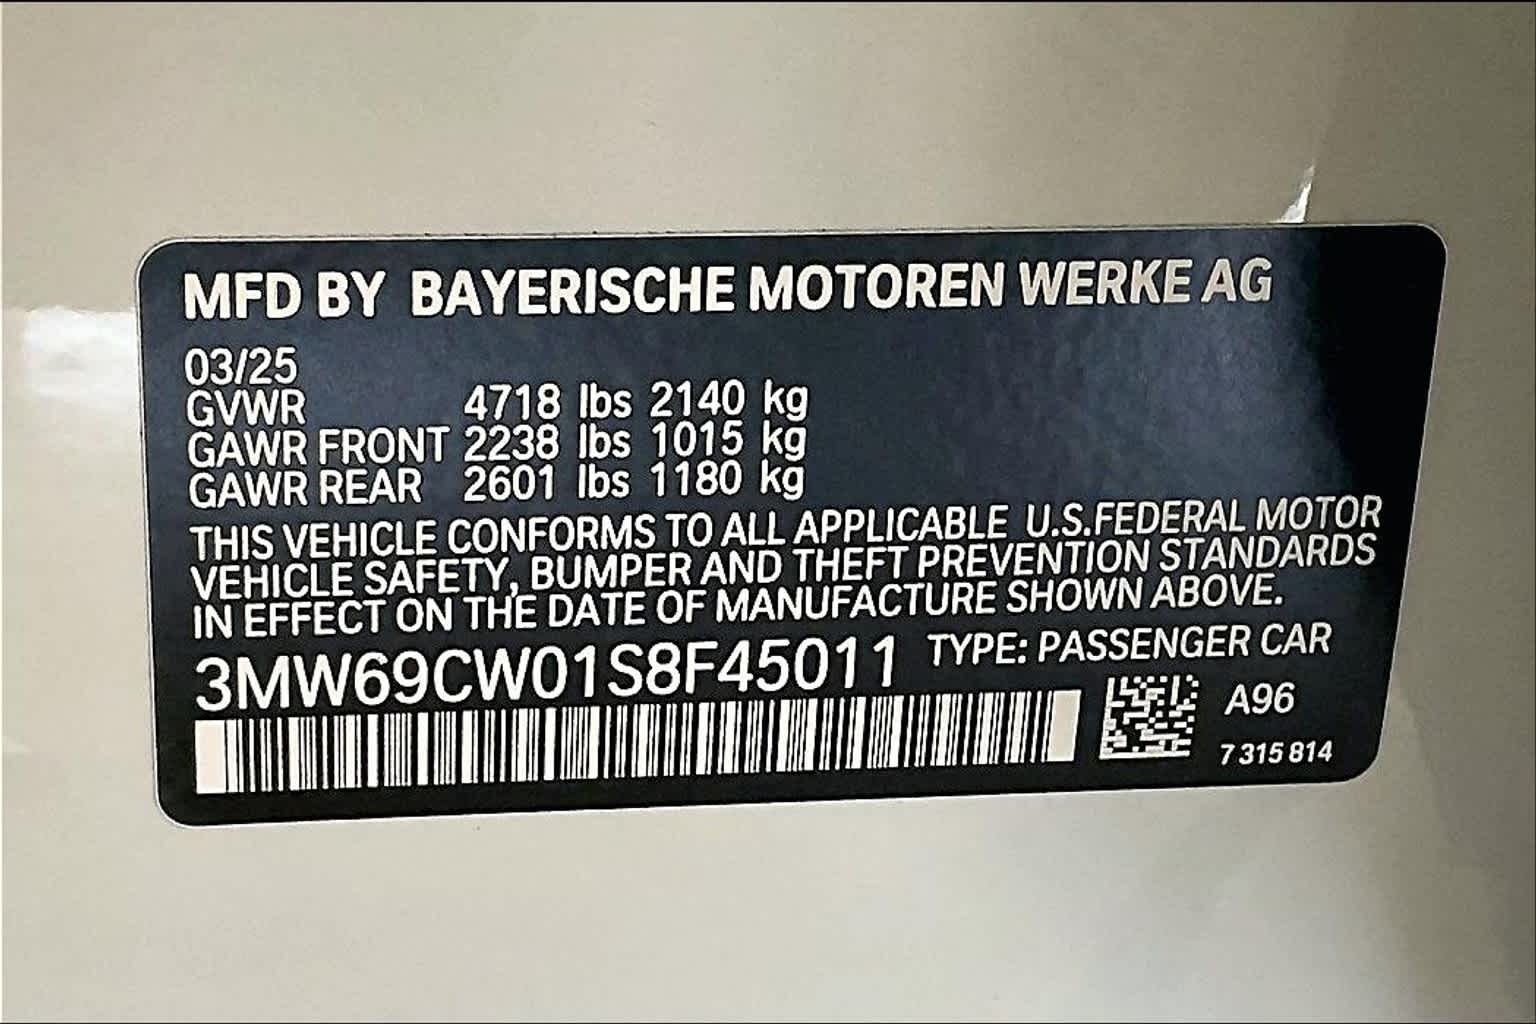 MFD BY BAYERISCHE MOTOREN WERKE AG
03/25
GVWR 4718 lbs 2140 kg
GAWR FRONT 2238 lbs 1015 kg
GAWR REAR 2601 lbs 1180 kg
THIS VEHICLE CONFORMS TO ALL APPLICABLE U.S.FEDERAL MOTOR
VEHICLE SAFETY, BUMPER AND THEFT PREVENTION STANDARDS
IN EFFECT ON THE DATE OF MANUFACTURE SHOWN ABOVE.
3MW69CW01S8F45011 TYPE: PASSENGER CAR
A96
7 315 814